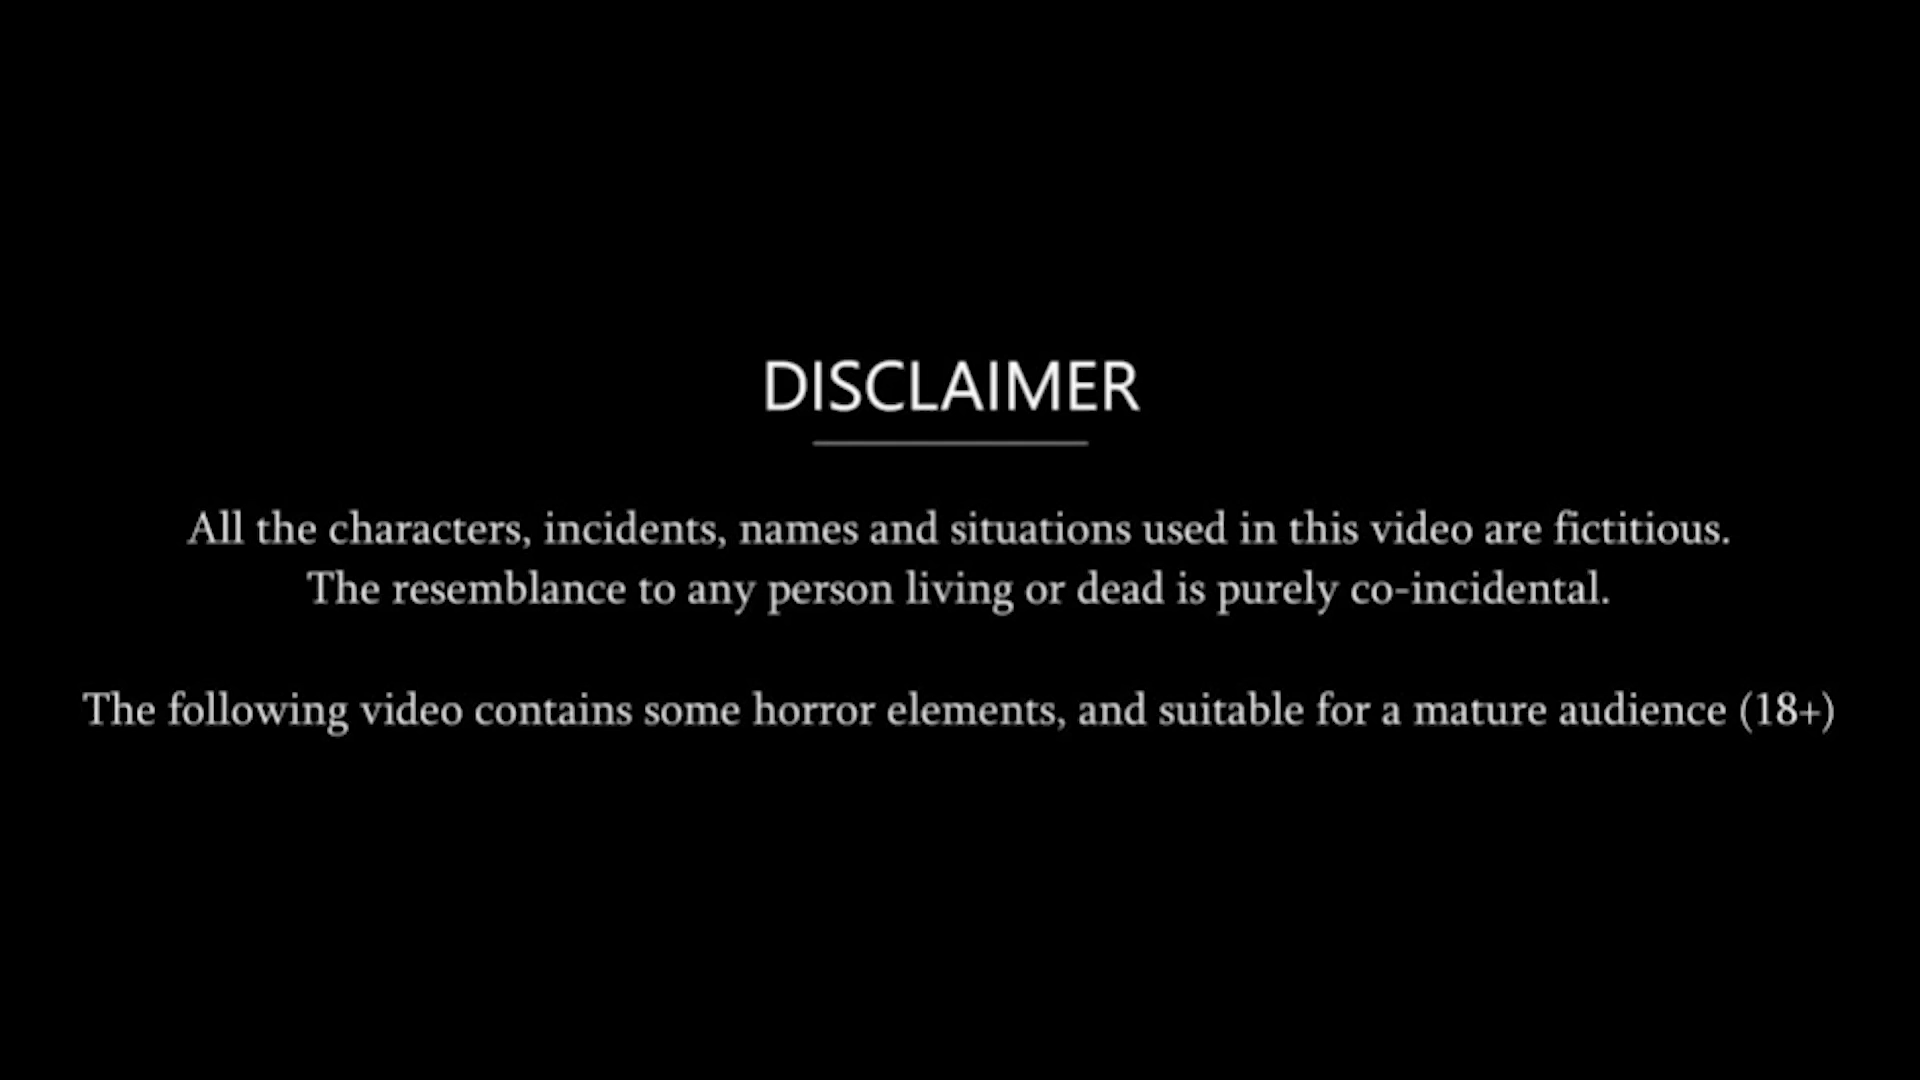 DISCLAIMER
All the characters, incidents, names and situations used in this video are fictitious.
The resemblance to any person living or dead is purely co-incidental.
The following video contains some horror elements, and suitable for a mature audience (18+)